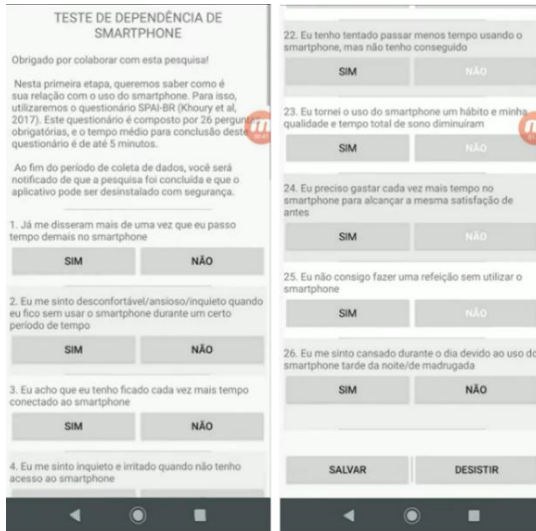 TESTE DE DEPENDÊNCIA DE
SMARTPHONE
Obrigado por colaborar com esta pesquisa!
Nesta primeira etapa, queremos saber como é
sua relação com o uso do smartphone. Para isso,
utilizaremos o questionário SPAI-BR (Khoury et al,
2017). Este questionário é composto por 26 perguntas
obrigatórias, e o tempo médio para conclusão deste
questionário é de até 5 minutos.
Ao fim do período de coleta de dados, você será
notificado de que a pesquisa foi concluída e que o
aplicativo pode ser desinstalado com segurança.
1. Já me disseram mais de uma vez que eu passo
tempo demais no smartphone
SIM NÃO
2. Eu me sinto desconfortável/ansioso/inquieto quando
eu fico sem usar o smartphone durante um certo
período de tempo
SIM NÃO
3. Eu acho que eu tenho ficado cada vez mais tempo
conectado ao smartphone
SIM NÃO
4. Eu me sinto inquieto e irritado quando não tenho
acesso ao smartphone
22. Eu tenho tentado passar menos tempo usando o
smartphone, mas não tenho conseguido
SIM NÃO
23. Eu tornei o uso do smartphone um hábito e minha
qualidade e tempo total de sono diminuíram
SIM NÃO
24. Eu preciso gastar cada vez mais tempo no
smartphone para alcançar a mesma satisfação de
antes
SIM NÃO
25. Eu não consigo fazer uma refeição sem utilizar o
smartphone
SIM NÃO
26. Eu me sinto cansado durante o dia devido ao uso do
smartphone tarde da noite/de madrugada
SIM NÃO
SALVAR DESISTIR